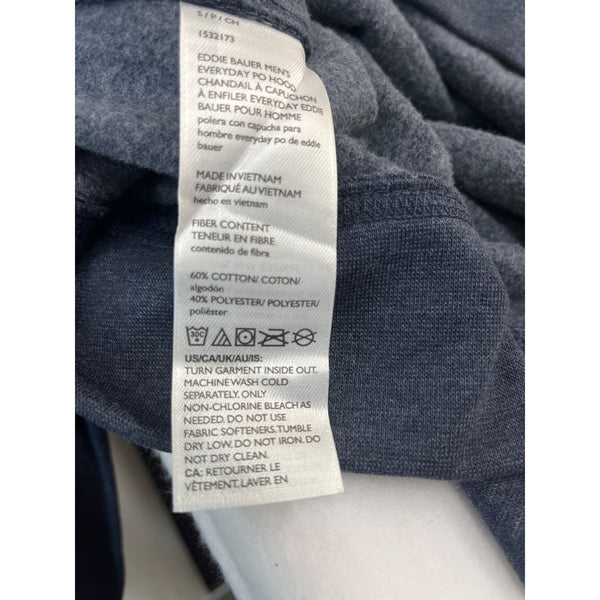 S / P / CH
1532173
EDDIE BAUER MEN'S
EVERYDAY PO HOOD
CHANDAIL À CAPUCHON
À ENFILER EVERYDAY EDDIE
BAUER POUR HOMME
polera con capucha para
hombre everyday po de eddie
bauer
MADE IN VIETNAM
FABRIQUÉ AU VIETNAM
hecho en vietnam
FIBER CONTENT
TENEUR EN FIBRE
contenido de fibra
60% COTTON/ COTON/
algodón
40% POLYESTER/ POLYESTER/
poliéster
30C
US/CA/UK/AU/IS:
TURN GARMENT INSIDE OUT.
MACHINE WASH COLD
SEPARATELY. ONLY
NON-CHLORINE BLEACH AS
NEEDED. DO NOT USE
FABRIC SOFTENERS. TUMBLE
DRY LOW. DO NOT IRON. DO
NOT DRY CLEAN.
CA: RETOURNER LE
VÊTEMENT. LAVER EN